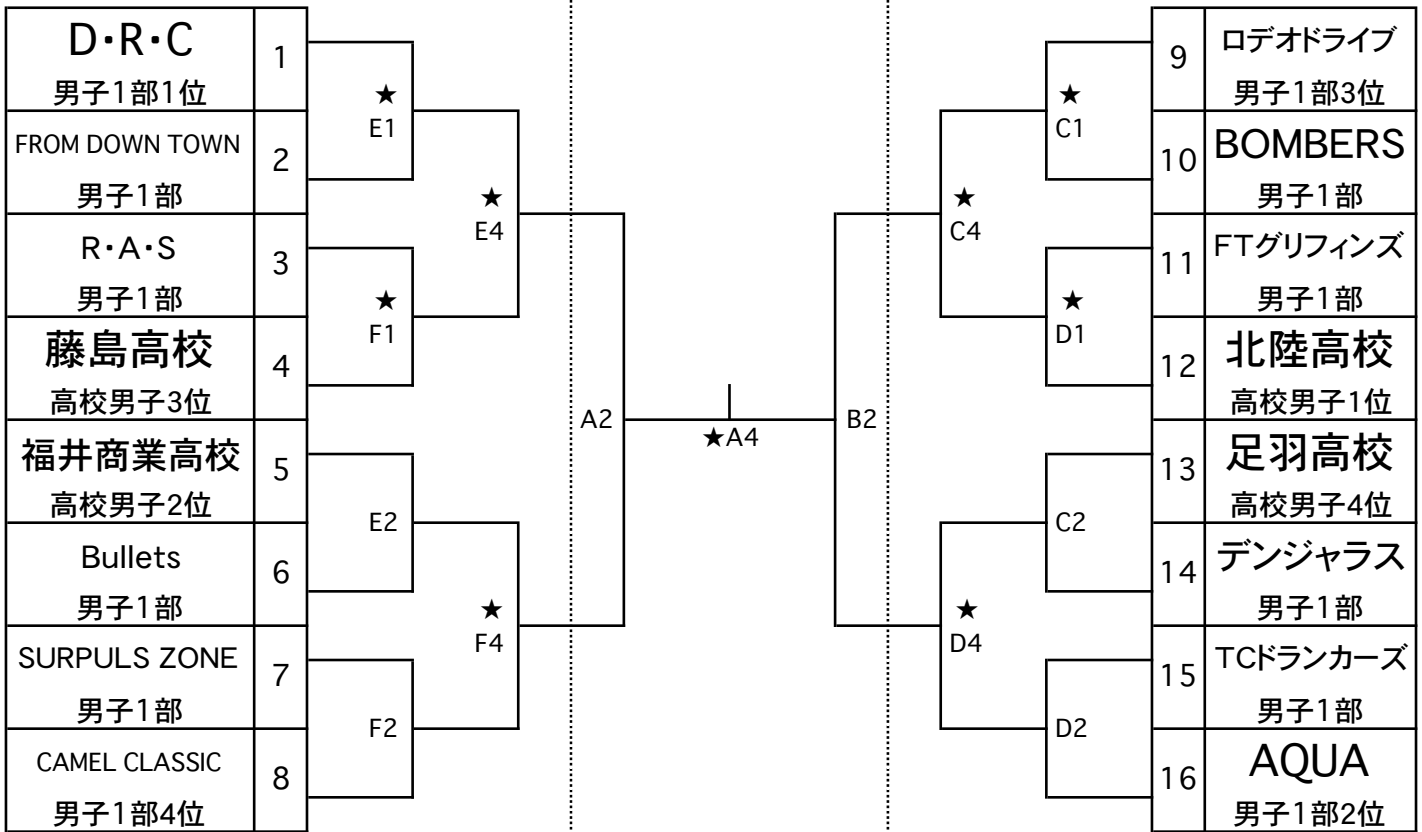 D・R・C
1
男子1部1位
★
E1
FROM DOWN TOWN
2
男子1部
★
E4
R・A・S
3
男子1部
★
F1
藤島高校
4
高校男子3位
A2
福井商業高校
5
高校男子2位
E2
Bullets
6
男子1部
★
F4
SURPULS ZONE
7
男子1部
F2
CAMEL CLASSIC
8
男子1部4位
★A4
9
ロデオドライブ
男子1部3位
★
C1
10
BOMBERS
男子1部
★
C4
11
FTグリフィンズ
男子1部
★
D1
12
北陸高校
高校男子1位
B2
13
足羽高校
高校男子4位
C2
14
デンジャラス
男子1部
★
D4
15
TCドランカーズ
男子1部
D2
16
AQUA
男子1部2位